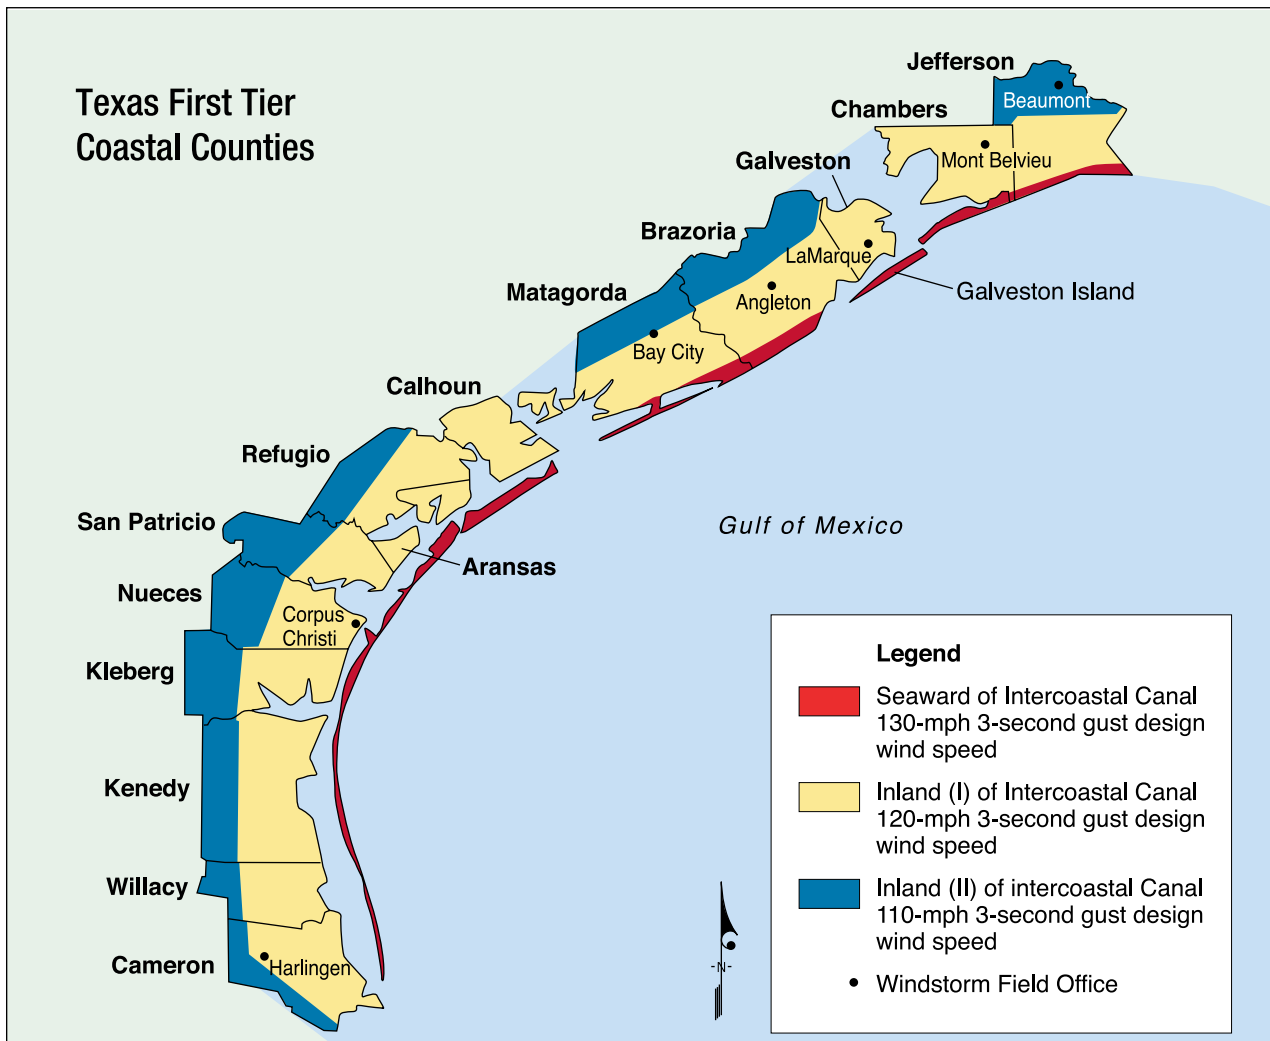 Texas First Tier
Coastal Counties
Jefferson
Beaumont
Chambers
Mont Belvieu
Galveston
LaMarque
Brazoria
Angleton
Galveston Island
Matagorda
Bay City
Calhoun
Refugio
San Patricio
Gulf of Mexico
Aransas
Nueces
Corpus
Christi
Kleberg
Kenedy
Willacy
Cameron
Harlingen
-N-
Legend
Seaward of Intercoastal Canal
130-mph 3-second gust design
wind speed
Inland (I) of Intercoastal Canal
120-mph 3-second gust design
wind speed
Inland (II) of intercoastal Canal
110-mph 3-second gust design
wind speed
Windstorm Field Office